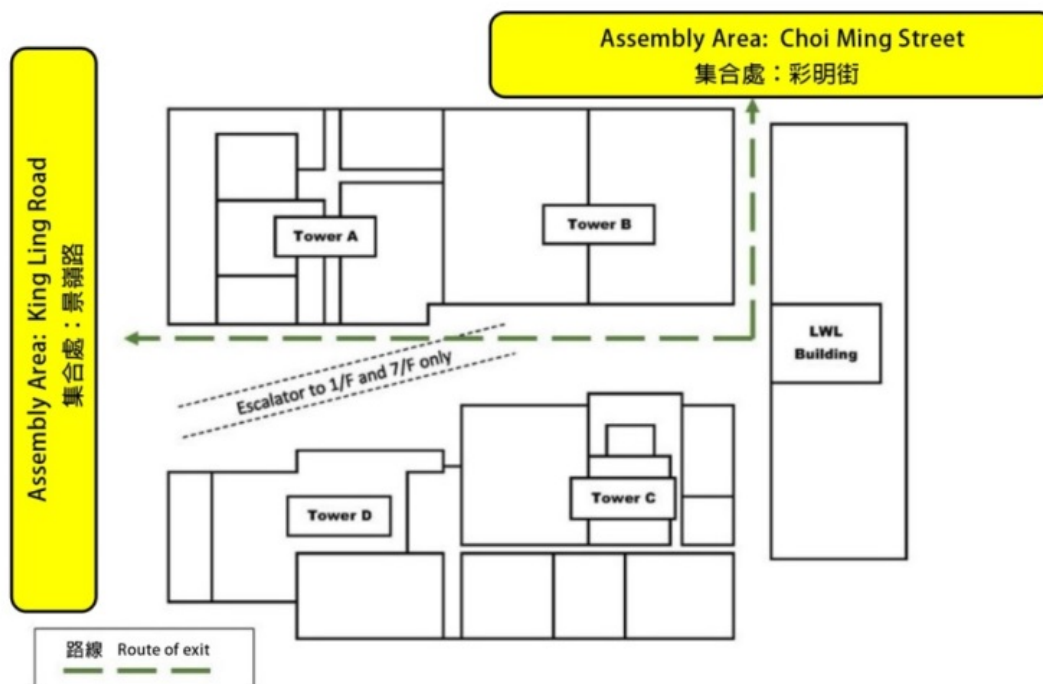 Assembly Area: Choi Ming Street
集合處：彩明街
Assembly Area: King Ling Road
集合處：景嶺路
Tower A
Tower B
LWL
Building
Escalator to 1/F and 7/F only
Tower D
Tower C
路線 Route of exit